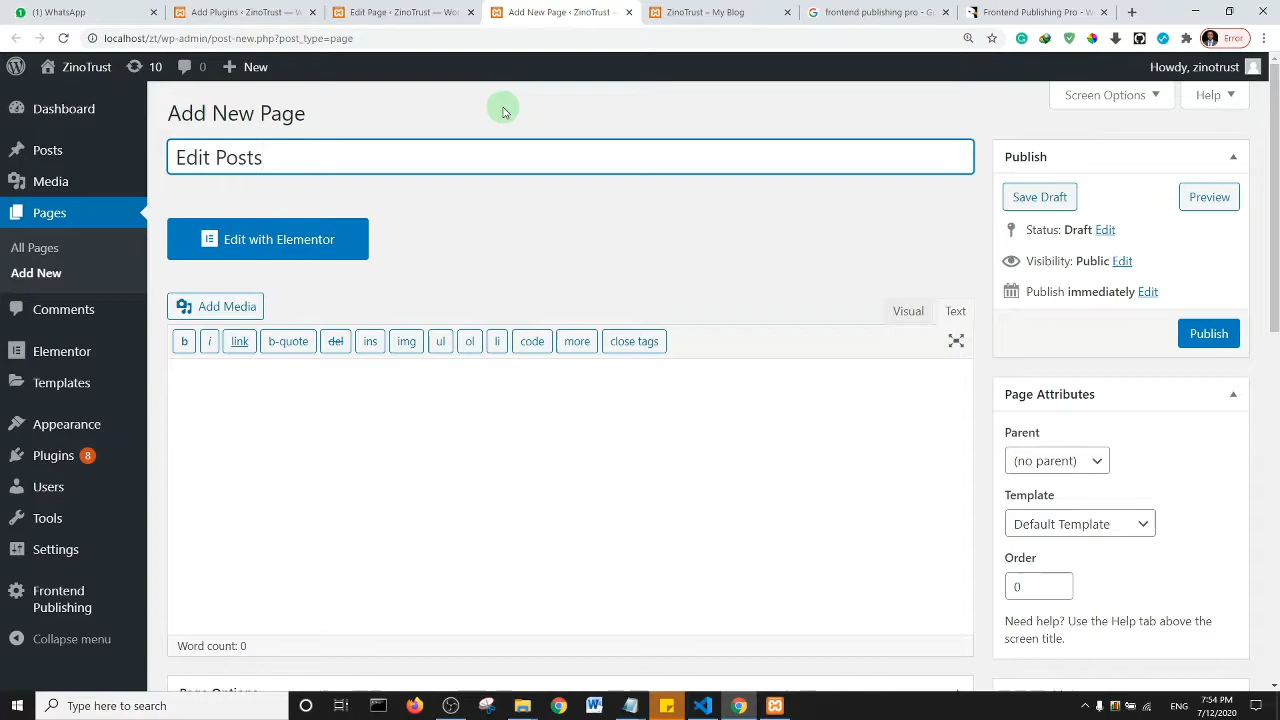 (1) WhatsApp
Add Plugins ‹ ZinoTrust — W
Edit Page ‹ ZinoTrust — Wor
Add New Page ‹ ZinoTrust –
ZinoTrust – My Blog
frontend publishing pro - G
Frontend Publishing Pro - W
localhost/zt/wp-admin/post-new.php?post_type=page
Error
ZinoTrust
10
0
New
Howdy, zinotrust
Dashboard
Posts
Media
Pages
All Pages
Add New
Comments
Elementor
Templates
Appearance
Plugins 8
Users
Tools
Settings
Frontend
Publishing
Collapse menu
Screen Options
Help
Add New Page
Edit Posts
Edit with Elementor
Add Media
Visual
Text
b
i
link
b-quote
del
ins
img
ul
ol
li
code
more
close tags
Word count: 0
Page Options
Publish
Save Draft
Preview
Status: Draft Edit
Visibility: Public Edit
Publish immediately Edit
Publish
Page Attributes
Parent
(no parent)
Template
Default Template
Order
0
Need help? Use the Help tab above the
screen title.
Type here to search
ENG
7:54 PM
7/12/2020